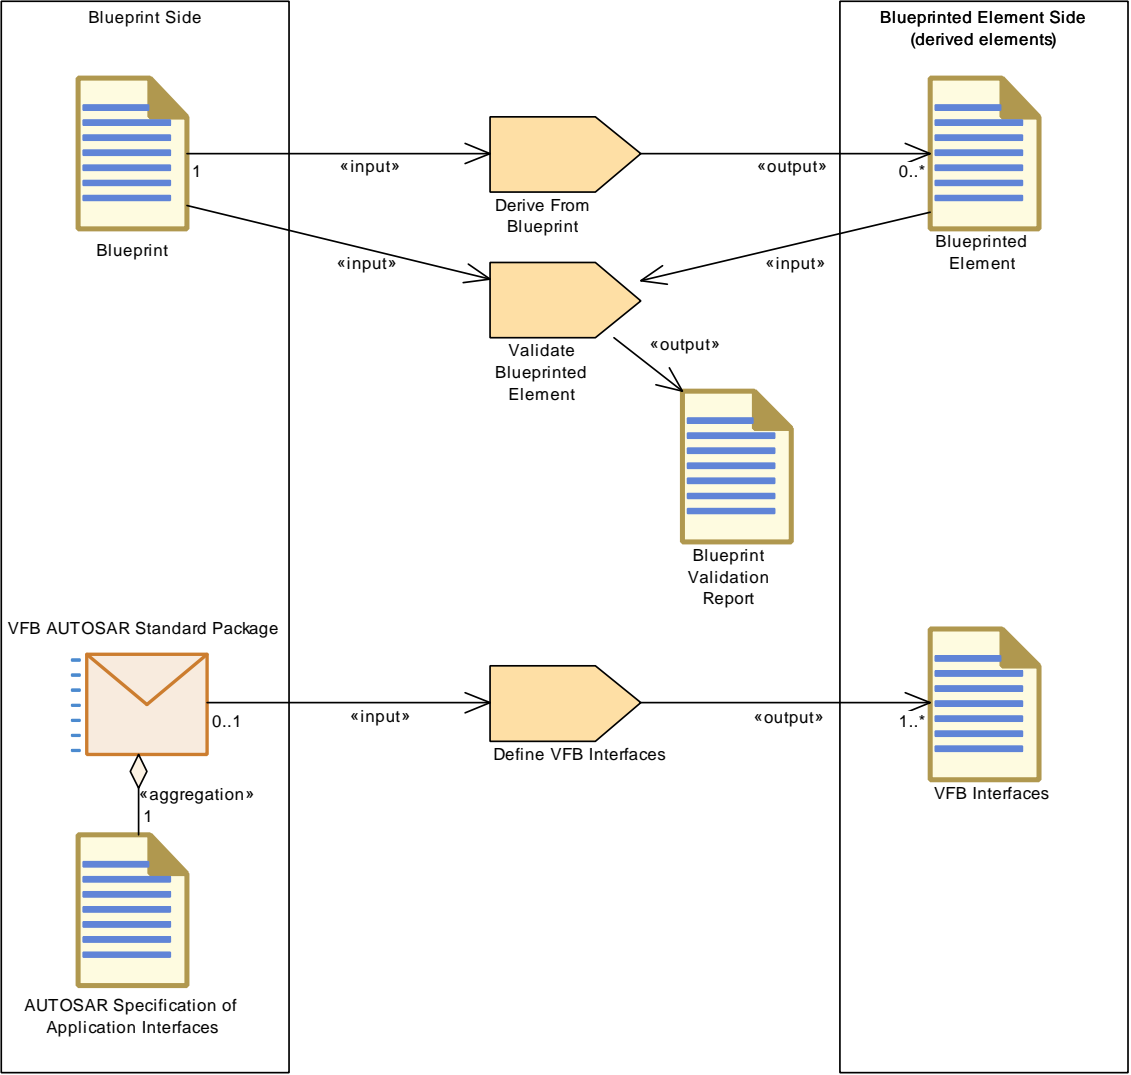 Blueprint Side
Blueprinted Element Side
(derived elements)
1
«input»
«output»
0..*
Derive From
Blueprint
Blueprint
Blueprinted
Element
«input»
«input»
Validate
Blueprinted
Element
«output»
Blueprint
Validation
Report
VFB AUTOSAR Standard Package
0..1
«input»
«output»
1..*
Define VFB Interfaces
VFB Interfaces
«aggregation»
1
AUTOSAR Specification of
Application Interfaces